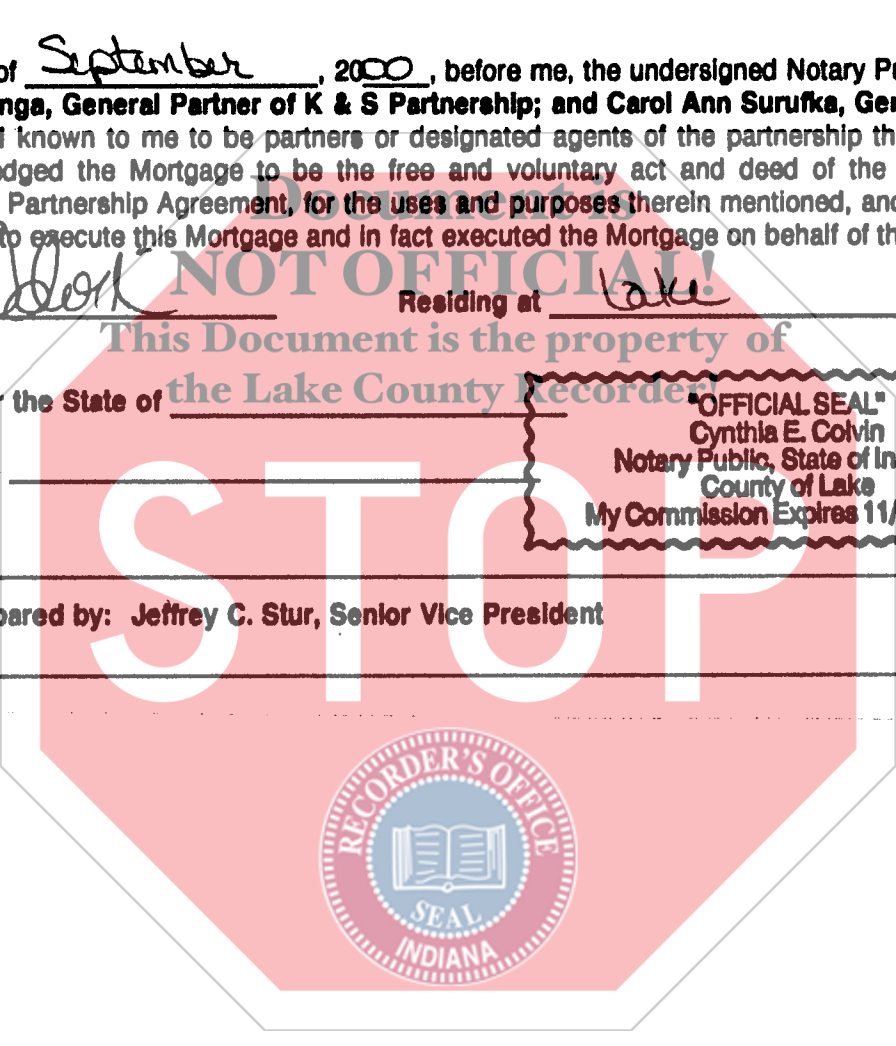 of September, 2000, before me, the undersigned Notary P
nga, General Partner of K & S Partnership; and Carol Ann Surufka, Ge
known to me to be partners or designated agents of the partnership th
dged the Mortgage to be the free and voluntary act and deed of the
Document is
Partnership Agreement, for the uses and purposes therein mentioned, and
to execute this Mortgage and in fact executed the Mortgage on behalf of th
NOT OFFICIAL!
Residing at Lake
This Document is the property of
the Lake County Recorder!
the State of
"OFFICIAL SEAL"
Cynthia E. Colvin
Notary Public, State of In
County of Lake
My Commission Expires 11/
STOP
pared by: Jeffrey C. Stur, Senior Vice President
RECORDER'S OFFICE
SEAL
INDIANA